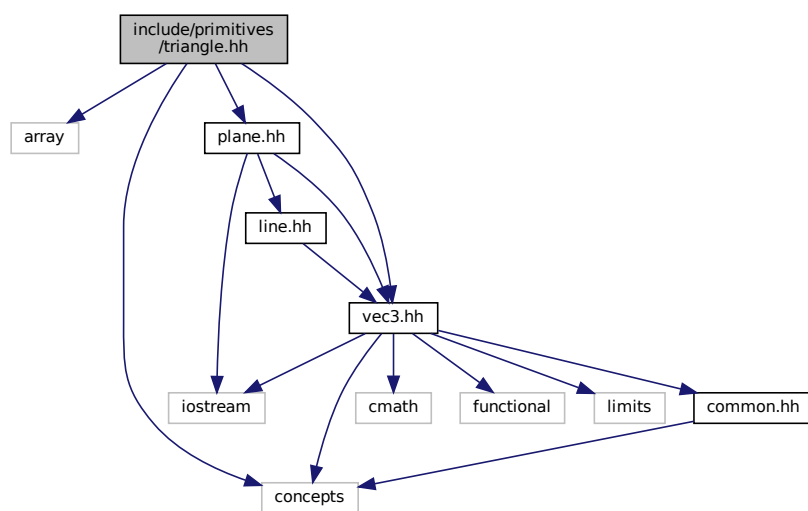 include/primitives
/triangle.hh
array
plane.hh
line.hh
vec3.hh
iostream
cmath
functional
limits
common.hh
concepts